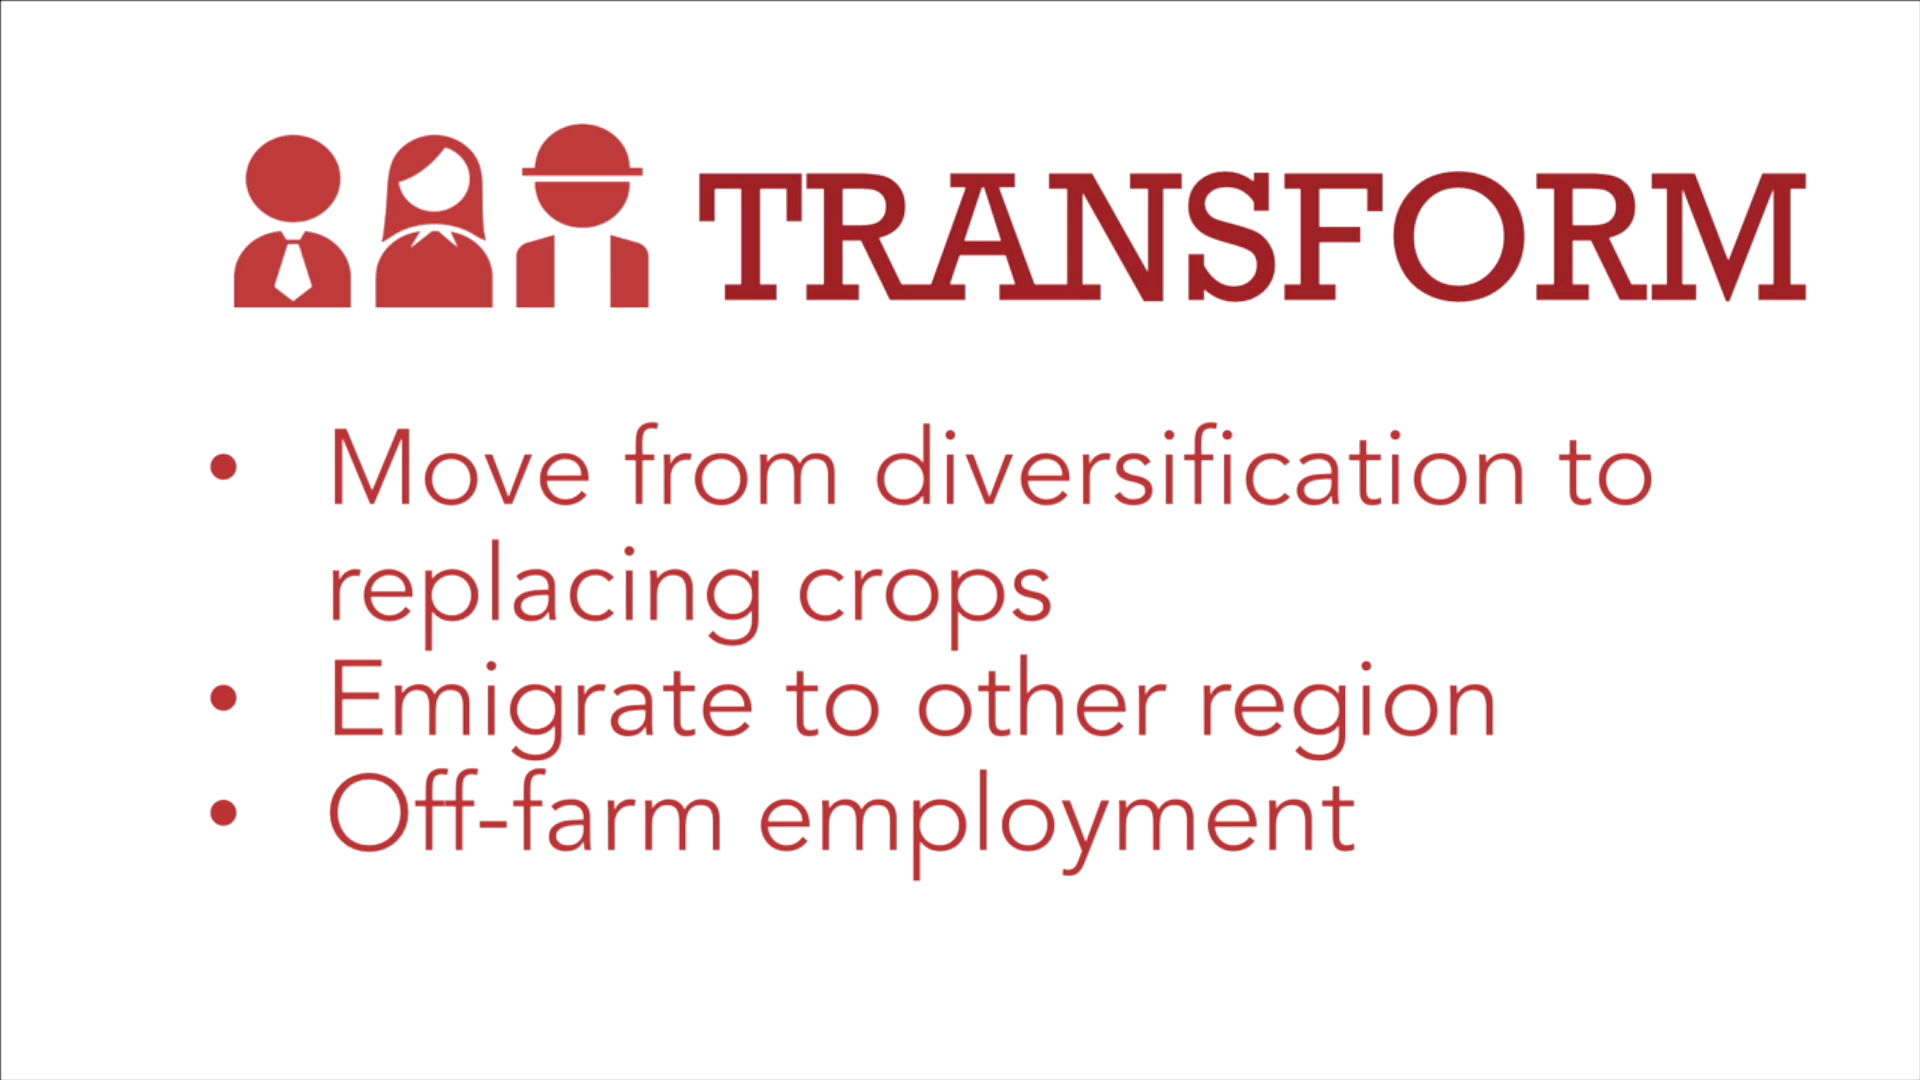 TRANSFORM
• Move from diversification to
replacing crops
• Emigrate to other region
• Off-farm employment